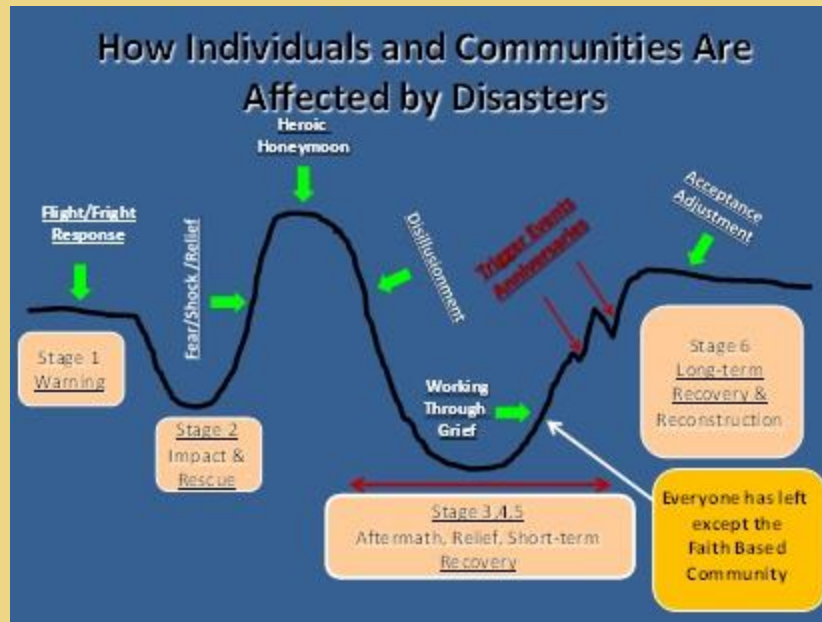 How Individuals and Communities Are
Affected by Disasters
Heroic
Honeymoon
Flight/Fright
Response
Fear/Shock/Relief
Disillusionment
Trigger Events
Anniversaries
Acceptance
Adjustment
Stage 1
Warning
Stage 2
Impact &
Rescue
Working
Through
Grief
Stage 3,4,5
Aftermath, Relief, Short-term
Recovery
Stage 6
Long-term
Recovery &
Reconstruction
Everyone has left
except the
Faith Based
Community